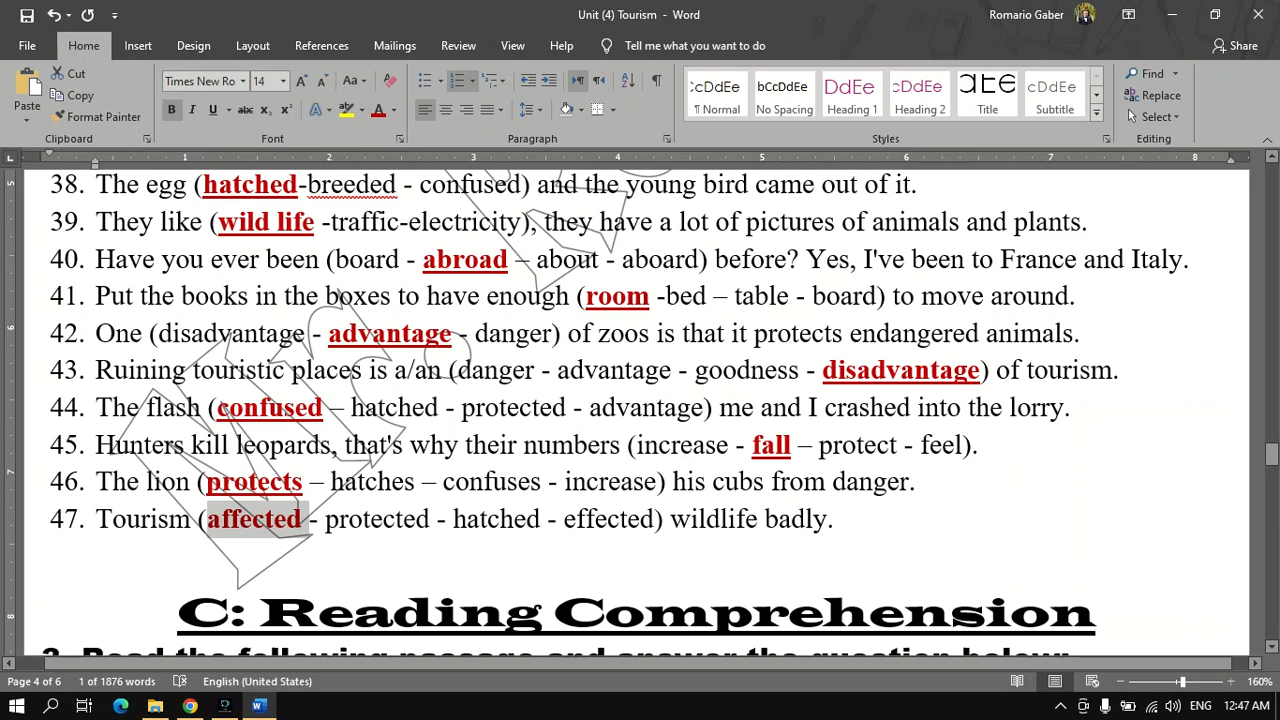 Unit (4) Tourism - Word
Romario Gaber
File Home Insert Design Layout References Mailings Review View Help Tell me what you want to do Share
Paste Cut Copy Format Painter Clipboard
Times New Ro 14 Font
Paragraph
¶ Normal No Spacing Heading 1 Heading 2 Title Subtitle Styles
Find Replace Select Editing
38. The egg (hatched-breeded - confused) and the young bird came out of it.
39. They like (wild life -traffic-electricity), they have a lot of pictures of animals and plants.
40. Have you ever been (board - abroad – about - aboard) before? Yes, I've been to France and Italy.
41. Put the books in the boxes to have enough (room -bed – table - board) to move around.
42. One (disadvantage - advantage - danger) of zoos is that it protects endangered animals.
43. Ruining touristic places is a/an (danger - advantage - goodness - disadvantage) of tourism.
44. The flash (confused – hatched - protected - advantage) me and I crashed into the lorry.
45. Hunters kill leopards, that's why their numbers (increase - fall – protect - feel).
46. The lion (protects – hatches – confuses - increase) his cubs from danger.
47. Tourism (affected - protected - hatched - effected) wildlife badly.
C: Reading Comprehension
Read the following passage and answer the question below:
Page 4 of 6 1 of 1876 words English (United States) 160%
ENG 12:47 AM